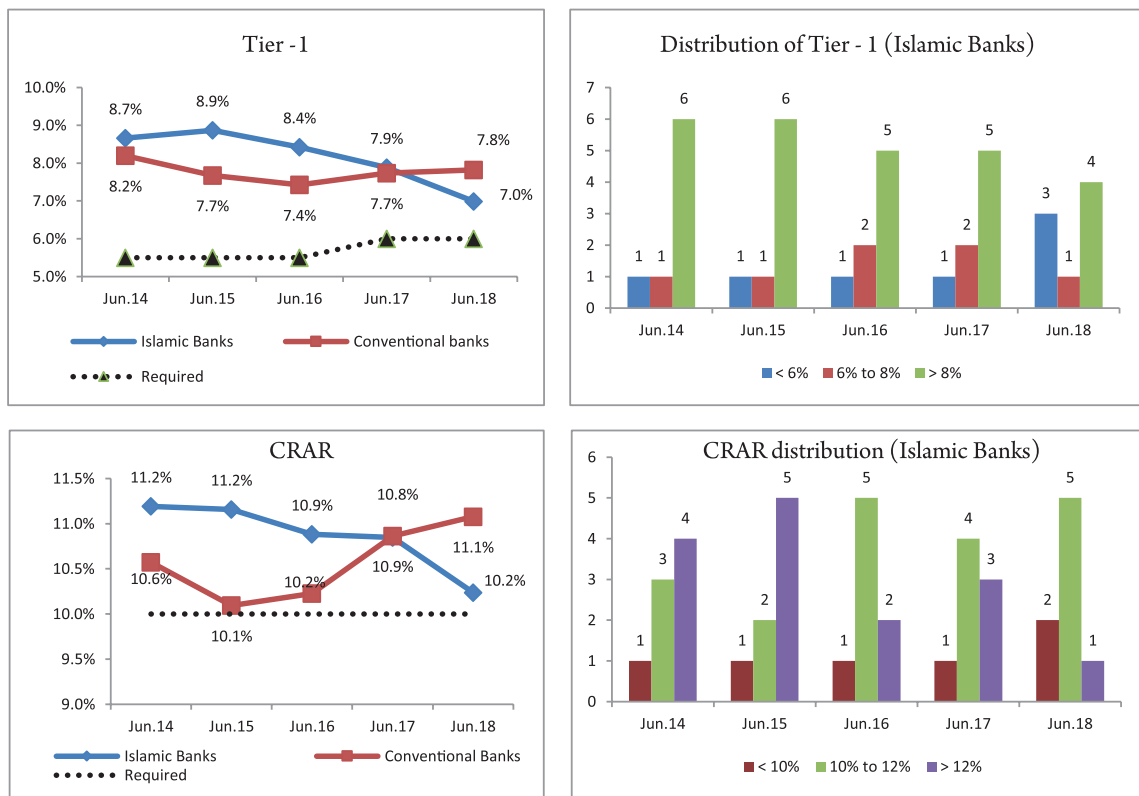 Tier -1
10.0%
9.0%
8.0%
7.0%
6.0%
5.0%
8.7%
8.9%
8.4%
7.9%
7.8%
8.2%
7.7%
7.4%
7.7%
7.0%
Jun.14 Jun.15 Jun.16 Jun.17 Jun.18
Islamic Banks Conventional banks
Required
Distribution of Tier - 1 (Islamic Banks)
7
6
5
4
3
2
1
0
1 1 6
1 1 6
1 2 5
1 2 5
3 1 4
Jun.14 Jun.15 Jun.16 Jun.17 Jun.18
< 6% 6% to 8% > 8%
CRAR
11.5%
11.0%
10.5%
10.0%
9.5%
9.0%
11.2%
11.2%
10.9%
10.8%
11.1%
10.6%
10.1%
10.2%
10.9%
10.2%
Jun.14 Jun.15 Jun.16 Jun.17 Jun.18
Islamic Banks Conventional Banks
Required
CRAR distribution (Islamic Banks)
6
5
4
3
2
1
0
1 3 4
1 2 5
1 5 2
1 4 3
2 5 1
Jun.14 Jun.15 Jun.16 Jun.17 Jun.18
< 10% 10% to 12% > 12%